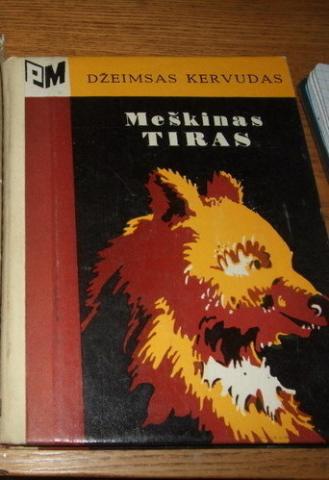 PM
DŽEIMSAS KERVUDAS
Meškinas
TIRAS